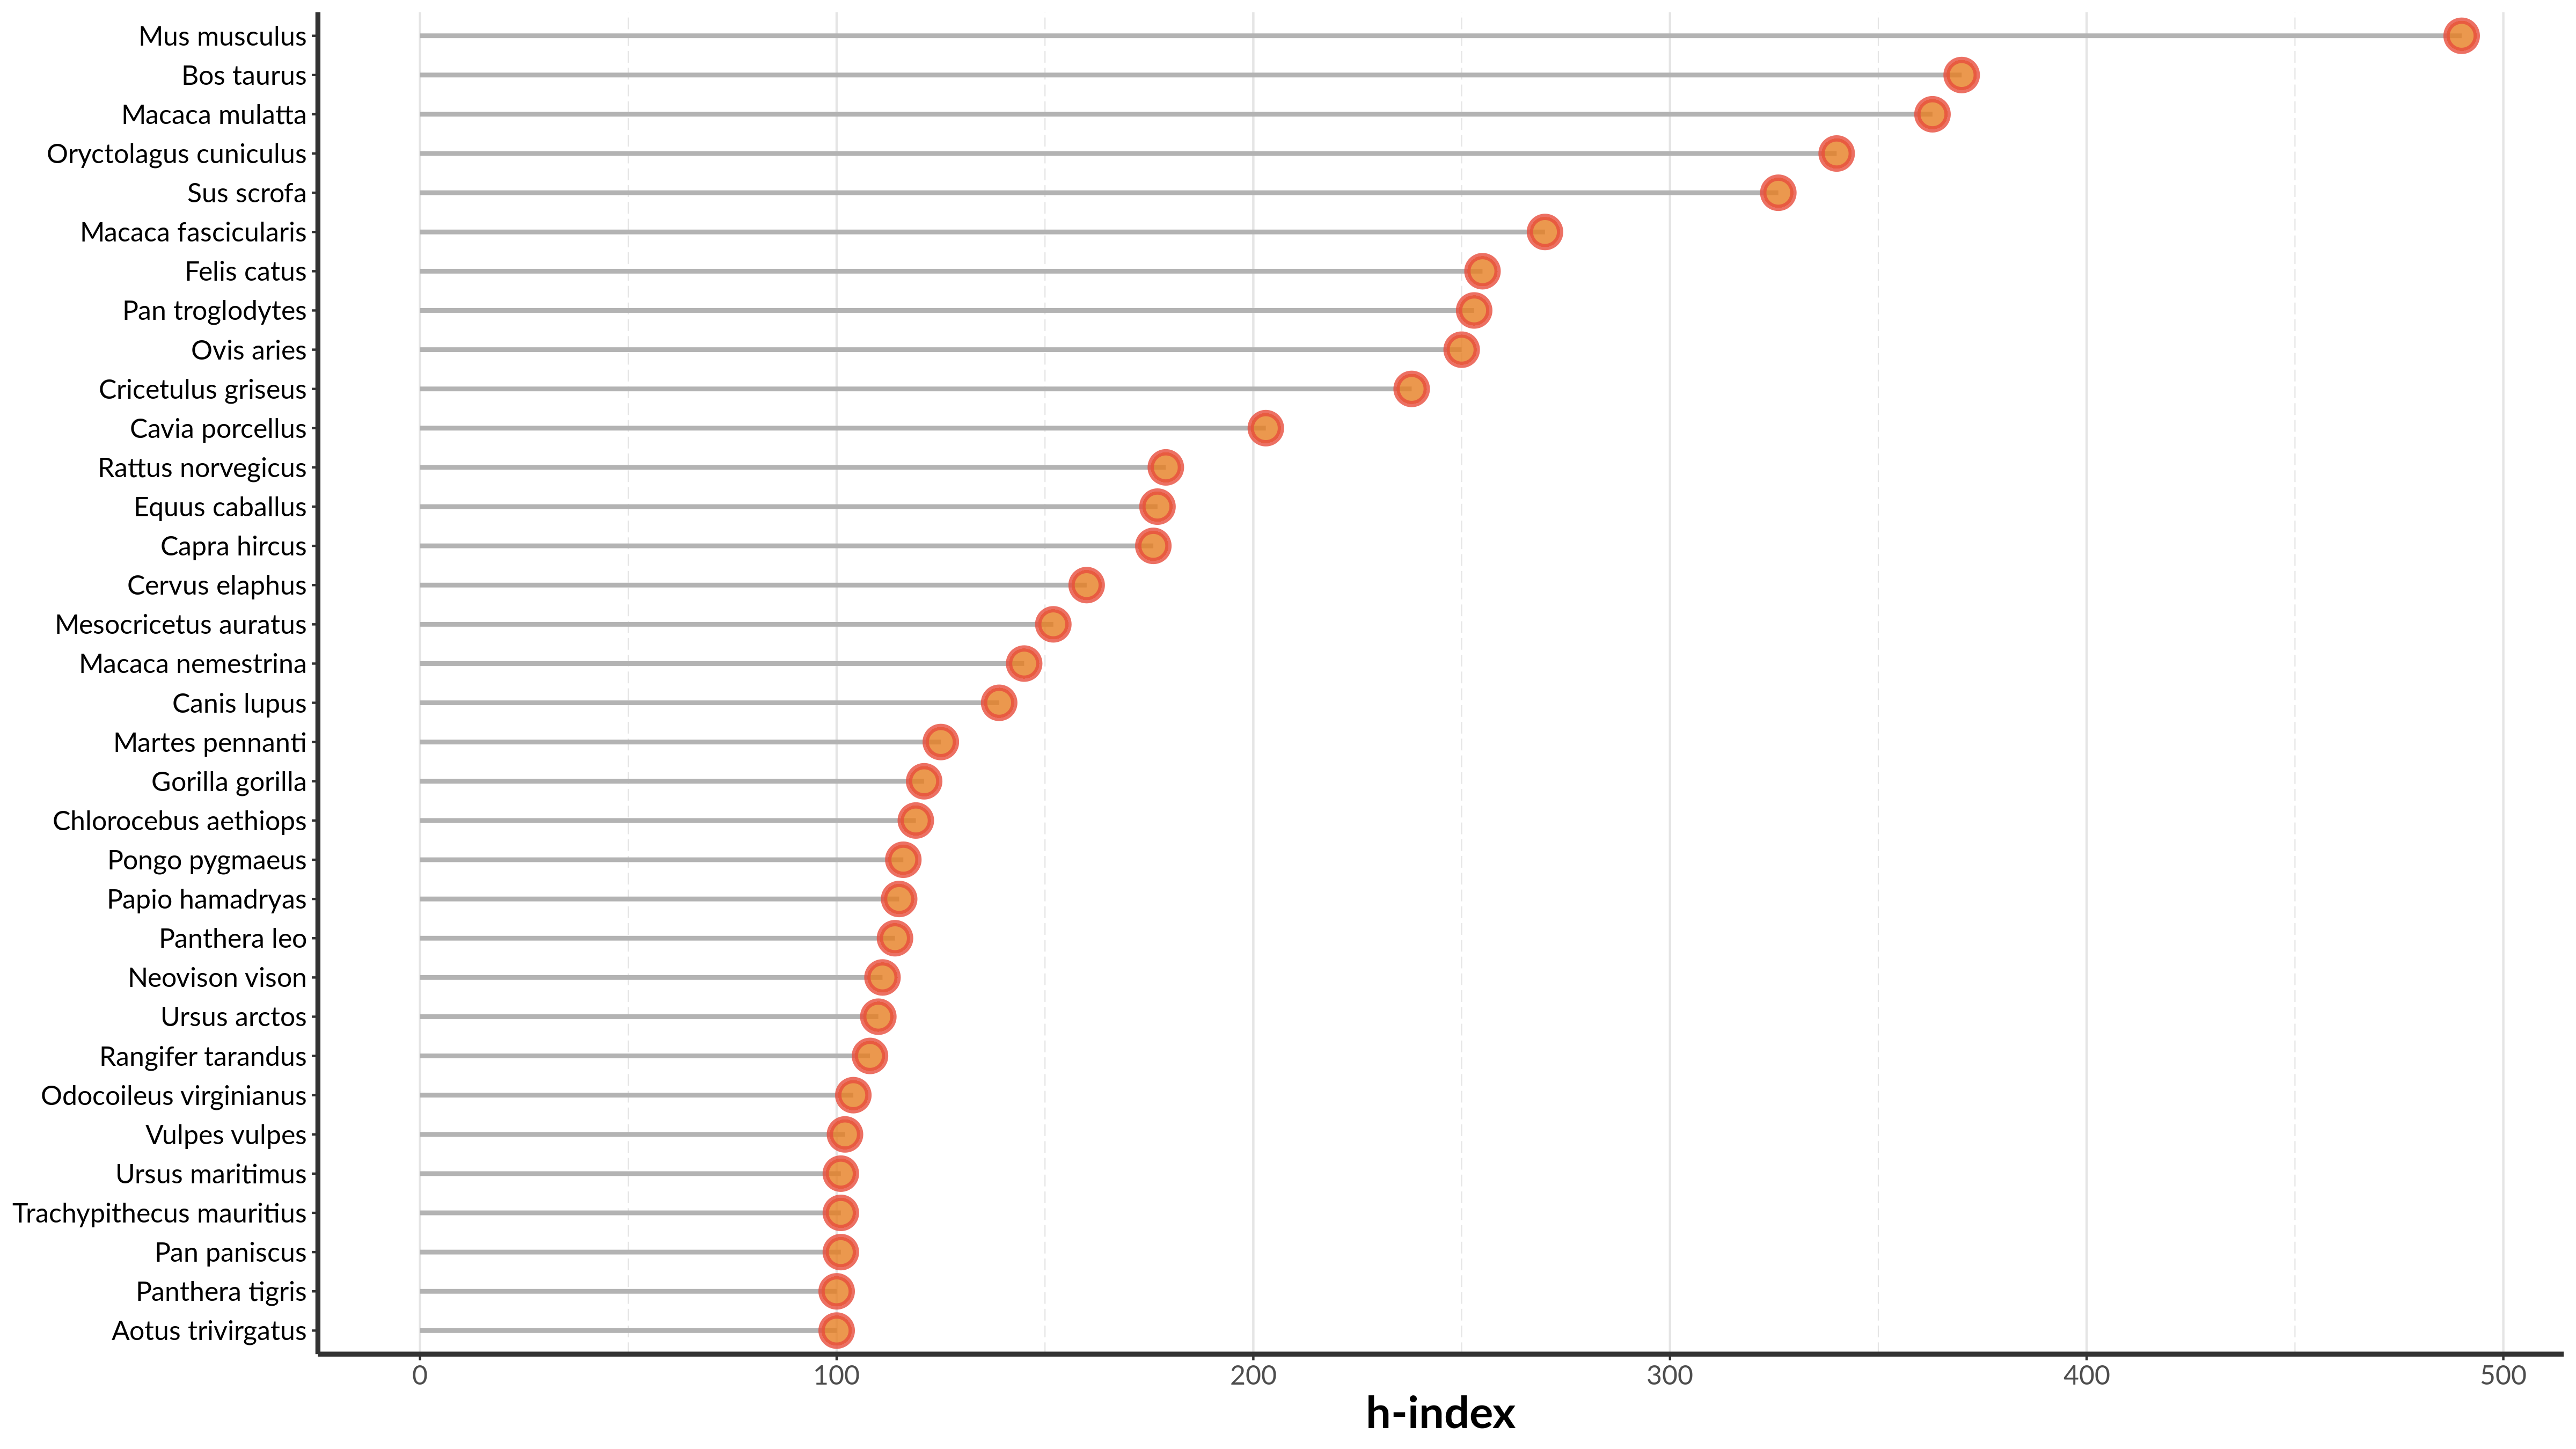 Mus musculus
Bos taurus
Macaca mulatta
Oryctolagus cuniculus
Sus scrofa
Macaca fascicularis
Felis catus
Pan troglodytes
Ovis aries
Cricetulus griseus
Cavia porcellus
Rattus norvegicus
Equus caballus
Capra hircus
Cervus elaphus
Mesocricetus auratus
Macaca nemestrina
Canis lupus
Martes pennanti
Gorilla gorilla
Chlorocebus aethiops
Pongo pygmaeus
Papio hamadryas
Panthera leo
Neovison vison
Ursus arctos
Rangifer tarandus
Odocoileus virginianus
Vulpes vulpes
Ursus maritimus
Trachypithecus mauritius
Pan paniscus
Panthera tigris
Aotus trivirgatus
0 100 200 300 400 500
h-index